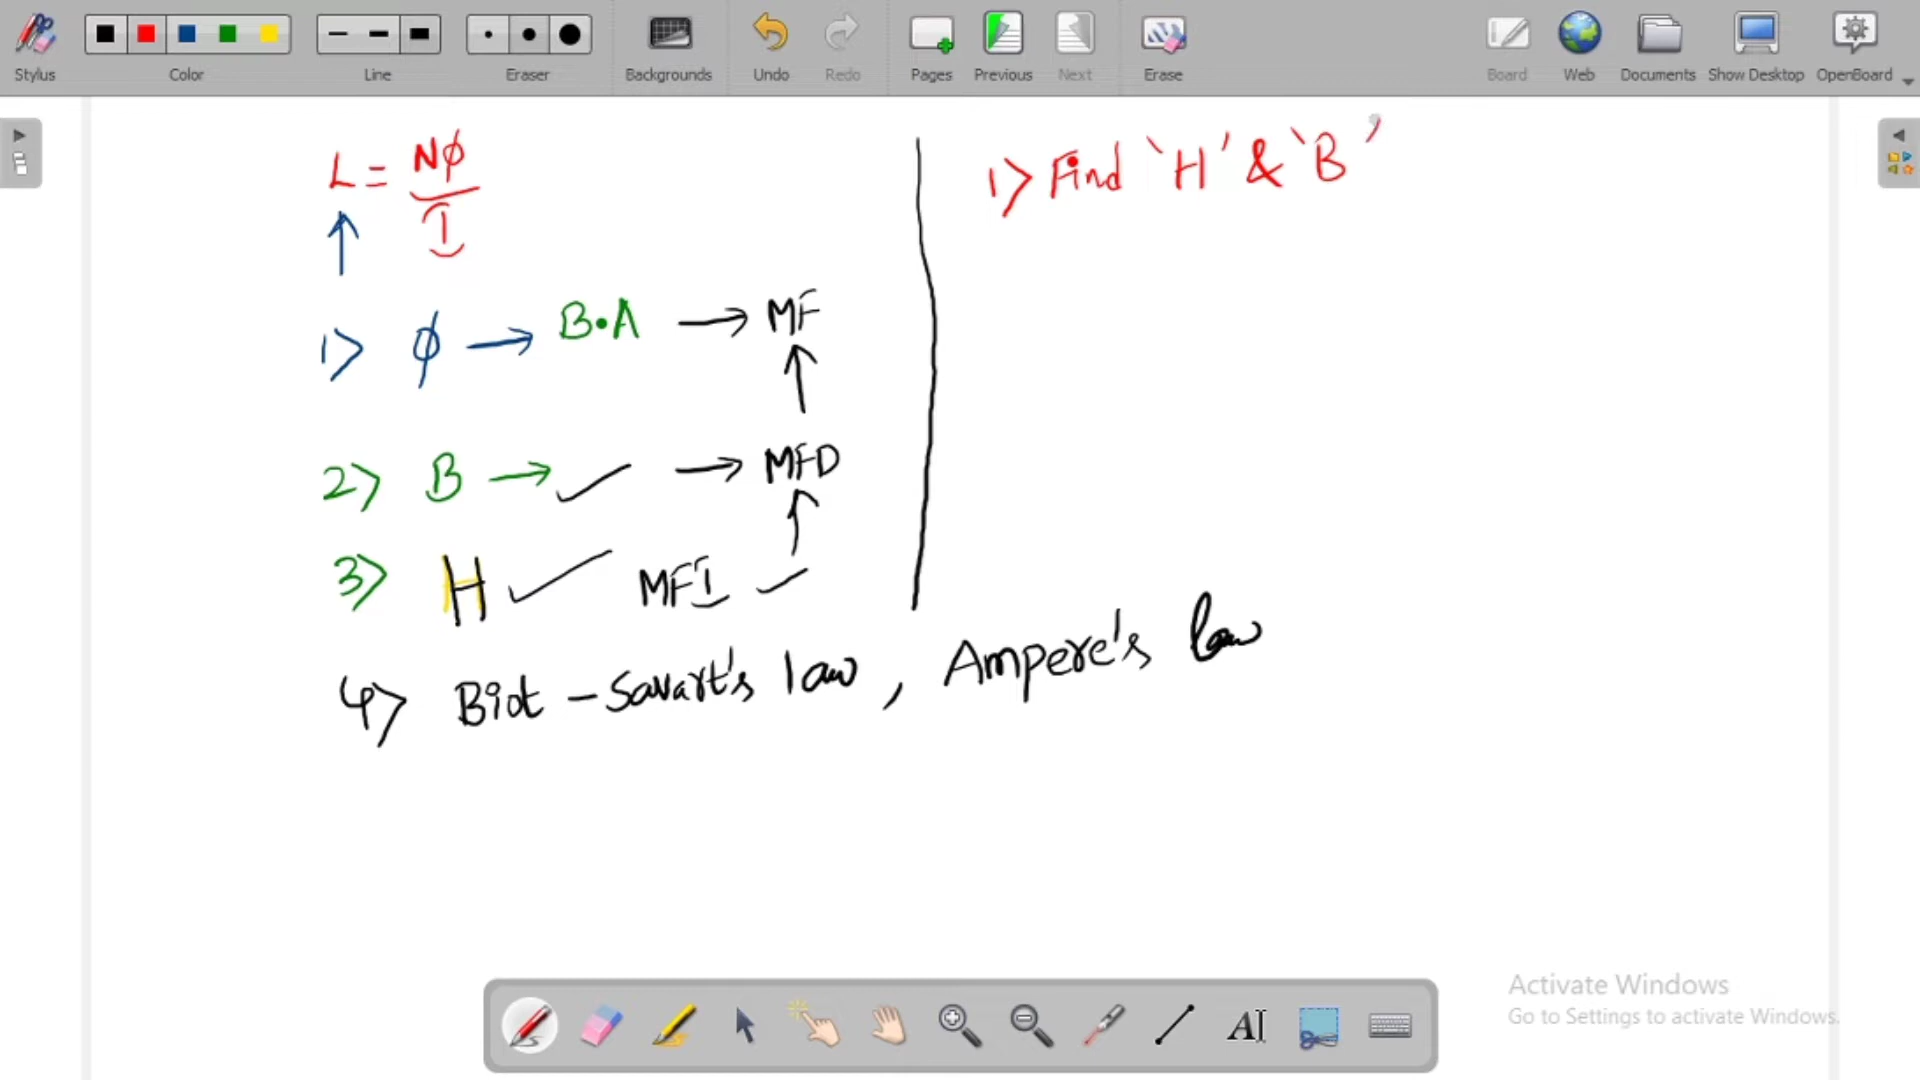 Stylus Color Line Eraser Backgrounds Undo Redo Pages Previous Next Erase Board Web Documents Show Desktop OpenBoard
L = Nϕ / I
1> ϕ → B•A → MF
2> B → ✓ → MFD
3> H ✓ MFI ✓
4> Biot - Savart's law , Ampere's law
1> Find 'H' & 'B'
Activate Windows
Go to Settings to activate Windows.